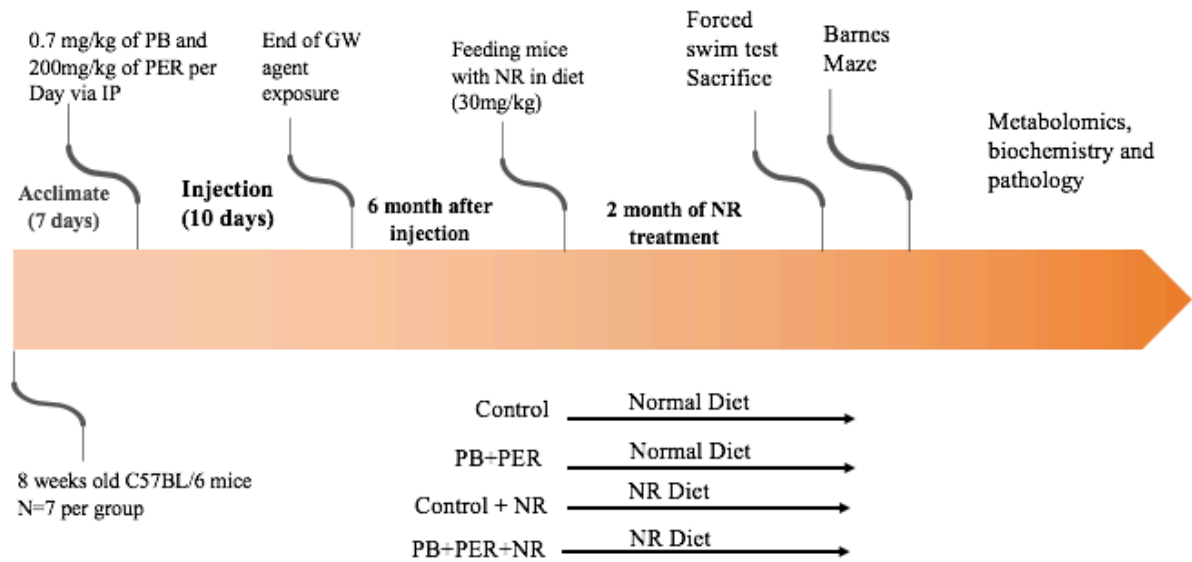 0.7 mg/kg of PB and
200mg/kg of PER per
Day via IP
End of GW
agent
exposure
Feeding mice
with NR in diet
(30mg/kg)
Forced
swim test
Sacrifice
Barnes
Maze
Metabolomics,
biochemistry and
pathology
Acclimate
(7 days)
Injection
(10 days)
6 month after
injection
2 month of NR
treatment
8 weeks old C57BL/6 mice
N=7 per group
Control Normal Diet
PB+PER Normal Diet
Control + NR NR Diet
PB+PER+NR NR Diet